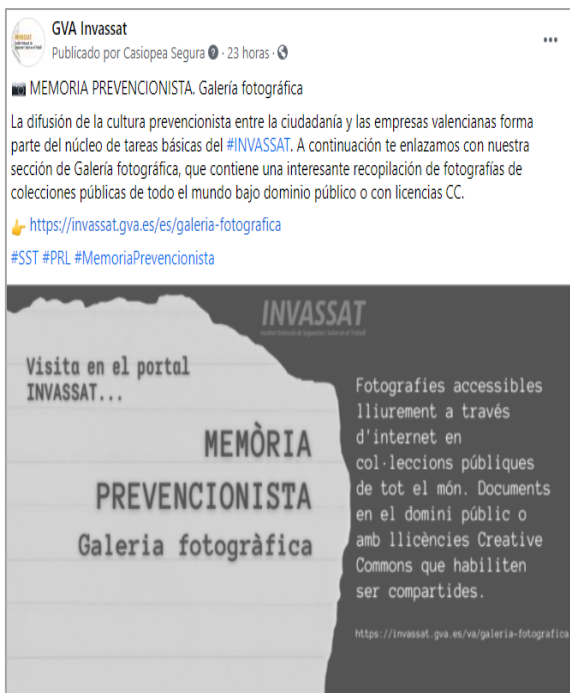 GVA Invassat
Publicado por Casiopea Segura · 23 horas ·
MEMORIA PREVENCIONISTA. Galería fotográfica
La difusión de la cultura prevencionista entre la ciudadanía y las empresas valencianas forma
parte del núcleo de tareas básicas del #INVASSAT. A continuación te enlazamos con nuestra
sección de Galería fotográfica, que contiene una interesante recopilación de fotografías de
colecciones públicas de todo el mundo bajo dominio público o con licencias CC.
https://invassat.gva.es/es/galeria-fotografica
#SST #PRL #MemoriaPrevencionista
INVASSAT
Visita en el portal
INVASSAT...
MEMÒRIA
PREVENCIONISTA
Galeria fotogràfica
Fotografies accessibles
lliurement a través
d'internet en
col·leccions públiques
de tot el món. Documents
en el domini públic o
amb llicències Creative
Commons que habiliten
ser compartides.
https://invassat.gva.es/va/galeria-fotografica